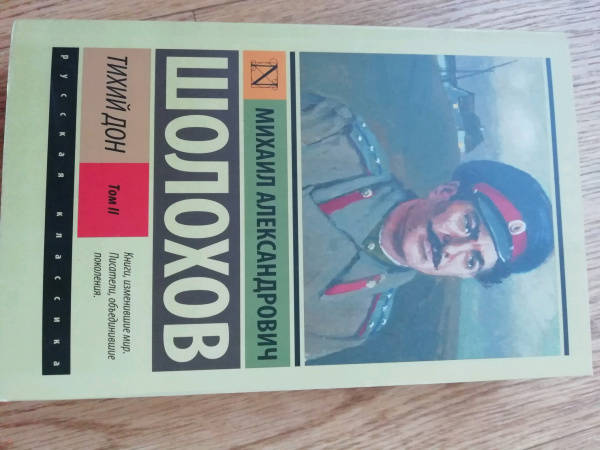 МИХАИЛ АЛЕКСАНДРОВИЧ
ШОЛОХОВ
ТИХИЙ ДОН
Том II
Книги, изменившие мир.
Писатели, объединившие
поколения.
русская классика